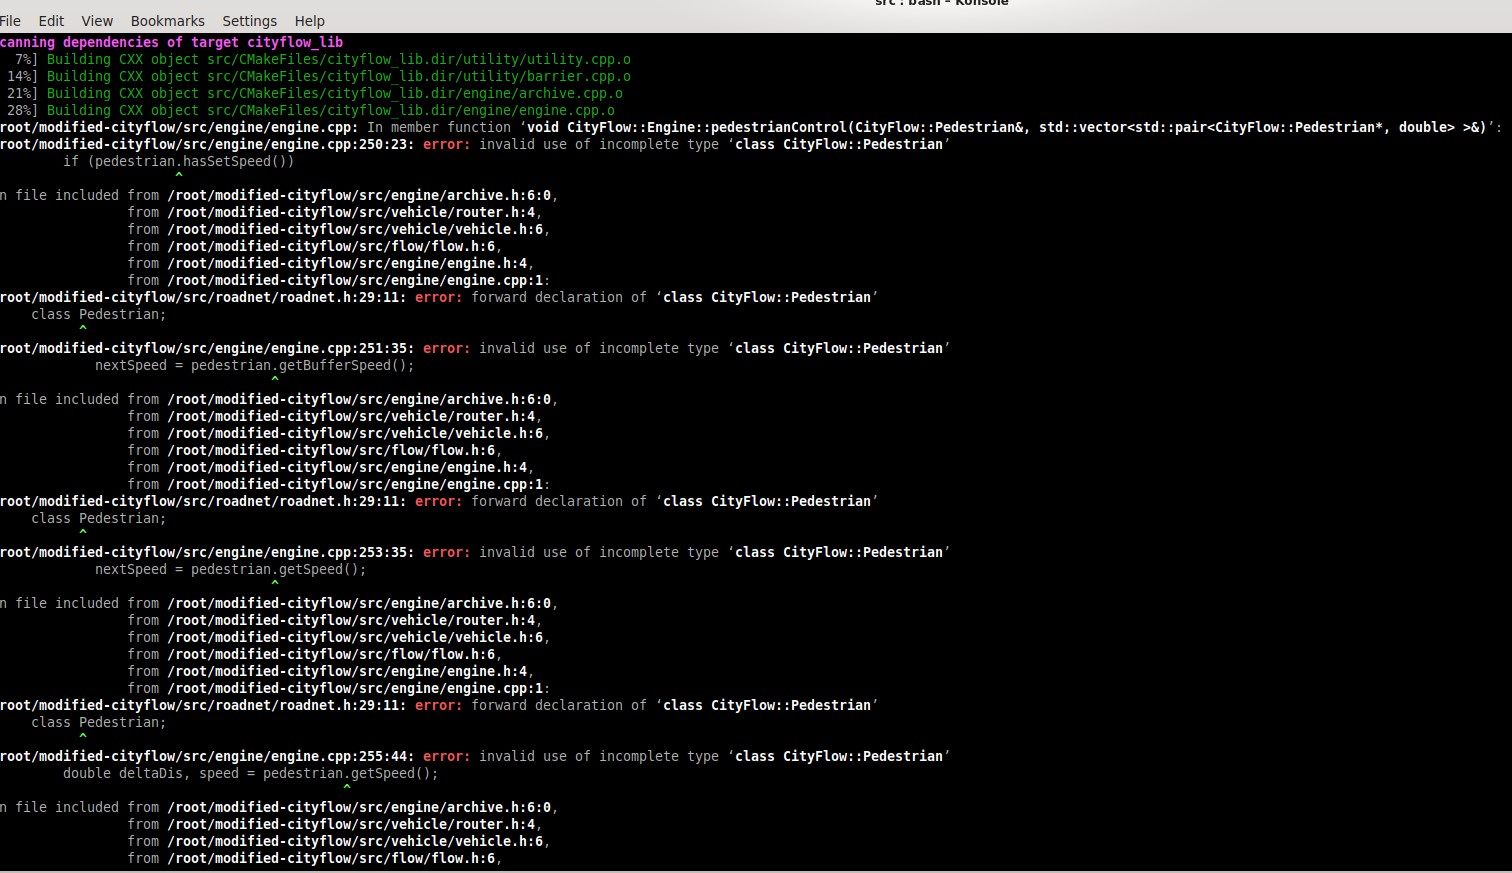 src : bash – Konsole
File Edit View Bookmarks Settings Help
canning dependencies of target cityflow_lib
7%] Building CXX object src/CMakeFiles/cityflow_lib.dir/utility/utility.cpp.o
14%] Building CXX object src/CMakeFiles/cityflow_lib.dir/utility/barrier.cpp.o
21%] Building CXX object src/CMakeFiles/cityflow_lib.dir/engine/archive.cpp.o
28%] Building CXX object src/CMakeFiles/cityflow_lib.dir/engine/engine.cpp.o
root/modified-cityflow/src/engine/engine.cpp: In member function ‘void CityFlow::Engine::pedestrianControl(CityFlow::Pedestrian&, std::vector<std::pair<CityFlow::Pedestrian*, double> >&)’:
root/modified-cityflow/src/engine/engine.cpp:250:23: error: invalid use of incomplete type ‘class CityFlow::Pedestrian’
if (pedestrian.hasSetSpeed())
^
n file included from /root/modified-cityflow/src/engine/archive.h:6:0,
from /root/modified-cityflow/src/vehicle/router.h:4,
from /root/modified-cityflow/src/vehicle/vehicle.h:6,
from /root/modified-cityflow/src/flow/flow.h:6,
from /root/modified-cityflow/src/engine/engine.h:4,
from /root/modified-cityflow/src/engine/engine.cpp:1:
root/modified-cityflow/src/roadnet/roadnet.h:29:11: error: forward declaration of ‘class CityFlow::Pedestrian’
class Pedestrian;
^
root/modified-cityflow/src/engine/engine.cpp:251:35: error: invalid use of incomplete type ‘class CityFlow::Pedestrian’
nextSpeed = pedestrian.getBufferSpeed();
^
n file included from /root/modified-cityflow/src/engine/archive.h:6:0,
from /root/modified-cityflow/src/vehicle/router.h:4,
from /root/modified-cityflow/src/vehicle/vehicle.h:6,
from /root/modified-cityflow/src/flow/flow.h:6,
from /root/modified-cityflow/src/engine/engine.h:4,
from /root/modified-cityflow/src/engine/engine.cpp:1:
root/modified-cityflow/src/roadnet/roadnet.h:29:11: error: forward declaration of ‘class CityFlow::Pedestrian’
class Pedestrian;
^
root/modified-cityflow/src/engine/engine.cpp:253:35: error: invalid use of incomplete type ‘class CityFlow::Pedestrian’
nextSpeed = pedestrian.getSpeed();
^
n file included from /root/modified-cityflow/src/engine/archive.h:6:0,
from /root/modified-cityflow/src/vehicle/router.h:4,
from /root/modified-cityflow/src/vehicle/vehicle.h:6,
from /root/modified-cityflow/src/flow/flow.h:6,
from /root/modified-cityflow/src/engine/engine.h:4,
from /root/modified-cityflow/src/engine/engine.cpp:1:
root/modified-cityflow/src/roadnet/roadnet.h:29:11: error: forward declaration of ‘class CityFlow::Pedestrian’
class Pedestrian;
^
root/modified-cityflow/src/engine/engine.cpp:255:44: error: invalid use of incomplete type ‘class CityFlow::Pedestrian’
double deltaDis, speed = pedestrian.getSpeed();
^
n file included from /root/modified-cityflow/src/engine/archive.h:6:0,
from /root/modified-cityflow/src/vehicle/router.h:4,
from /root/modified-cityflow/src/vehicle/vehicle.h:6,
from /root/modified-cityflow/src/flow/flow.h:6,